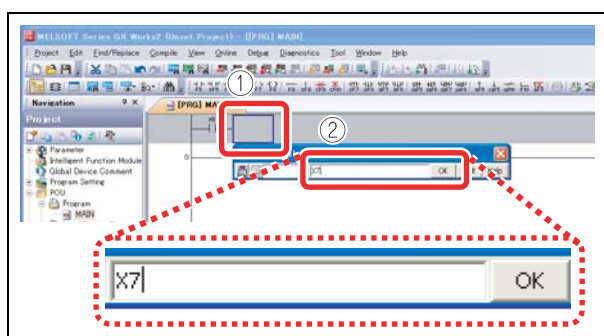 MELSOFT Series GX Works2 (Unset Project) - [[PRG] MAIN]
Project Edit Find/Replace Compile View Online Debug Diagnostics Tool Window Help
Navigation
[PRG] MA
Project
Parameter
Intelligent Function Module
Global Device Comment
Program Setting
POU
Program
MAIN
①
②
0
X7
OK
X7
OK